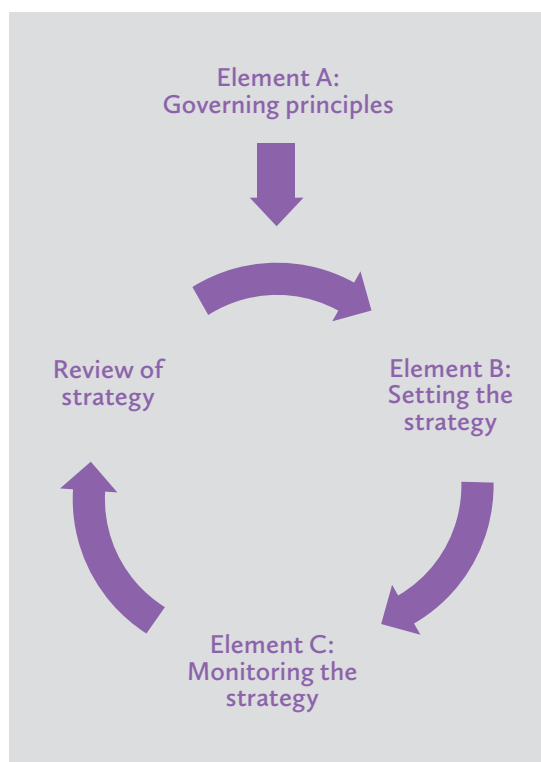 Element A:
Governing principles
Review of
strategy
Element B:
Setting the
strategy
Element C:
Monitoring the
strategy